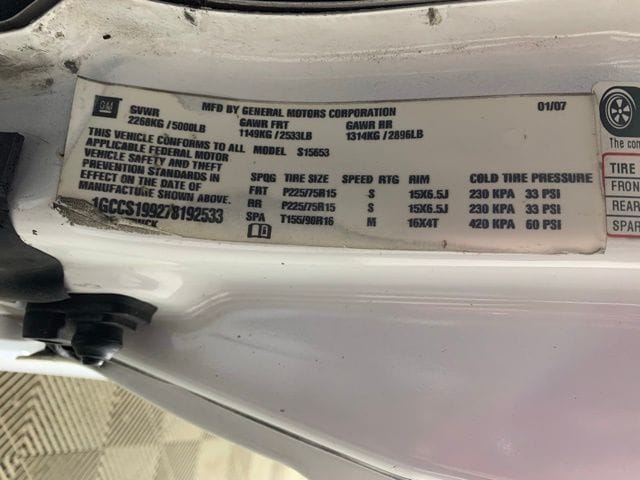 GM
GVWR
2268KG / 5000LB
MFD BY GENERAL MOTORS CORPORATION
01/07
GAWR FRT
1149KG / 2533LB
GAWR RR
1314KG / 2896LB
THIS VEHICLE CONFORMS TO ALL
APPLICABLE FEDERAL MOTOR
VEHICLE SAFETY AND THEFT
PREVENTION STANDARDS IN
EFFECT ON THE DATE OF
MANUFACTURE SHOWN ABOVE.
1GCCS199278192533
MODEL S15653
SPQG TIRE SIZE SPEED RTG RIM COLD TIRE PRESSURE
FRT P225/75R15 S 15X6.5J 230 KPA 33 PSI
RR P225/75R15 S 15X6.5J 230 KPA 33 PSI
SPA T155/90R16 M 16X4T 420 KPA 60 PSI
The con
TIRE
FRON
REAR
SPAR